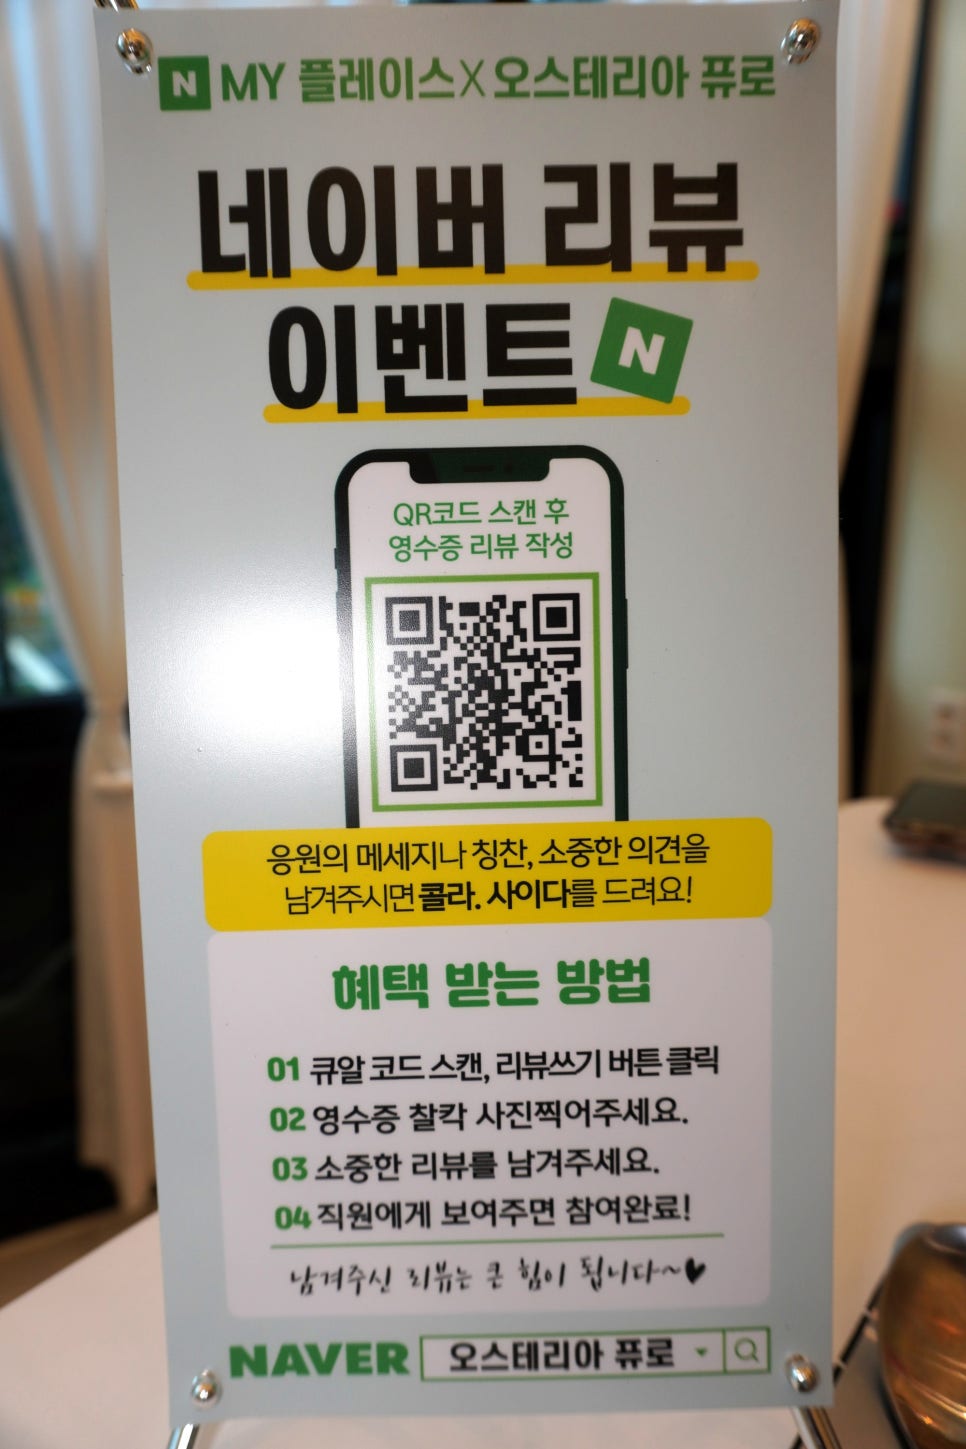 N MY 플레이스X오스테리아 퓨로
네이버 리뷰
이벤트 N
QR코드 스캔 후
영수증 리뷰 작성
응원의 메세지나 칭찬, 소중한 의견을
남겨주시면 콜라. 사이다를 드려요!
혜택 받는 방법
01 큐알 코드 스캔, 리뷰쓰기 버튼 클릭
02 영수증 찰칵 사진찍어주세요.
03 소중한 리뷰를 남겨주세요.
04 직원에게 보여주면 참여완료!
남겨주신 리뷰는 큰 힘이 됩니다~♥
NAVER 오스테리아 퓨로